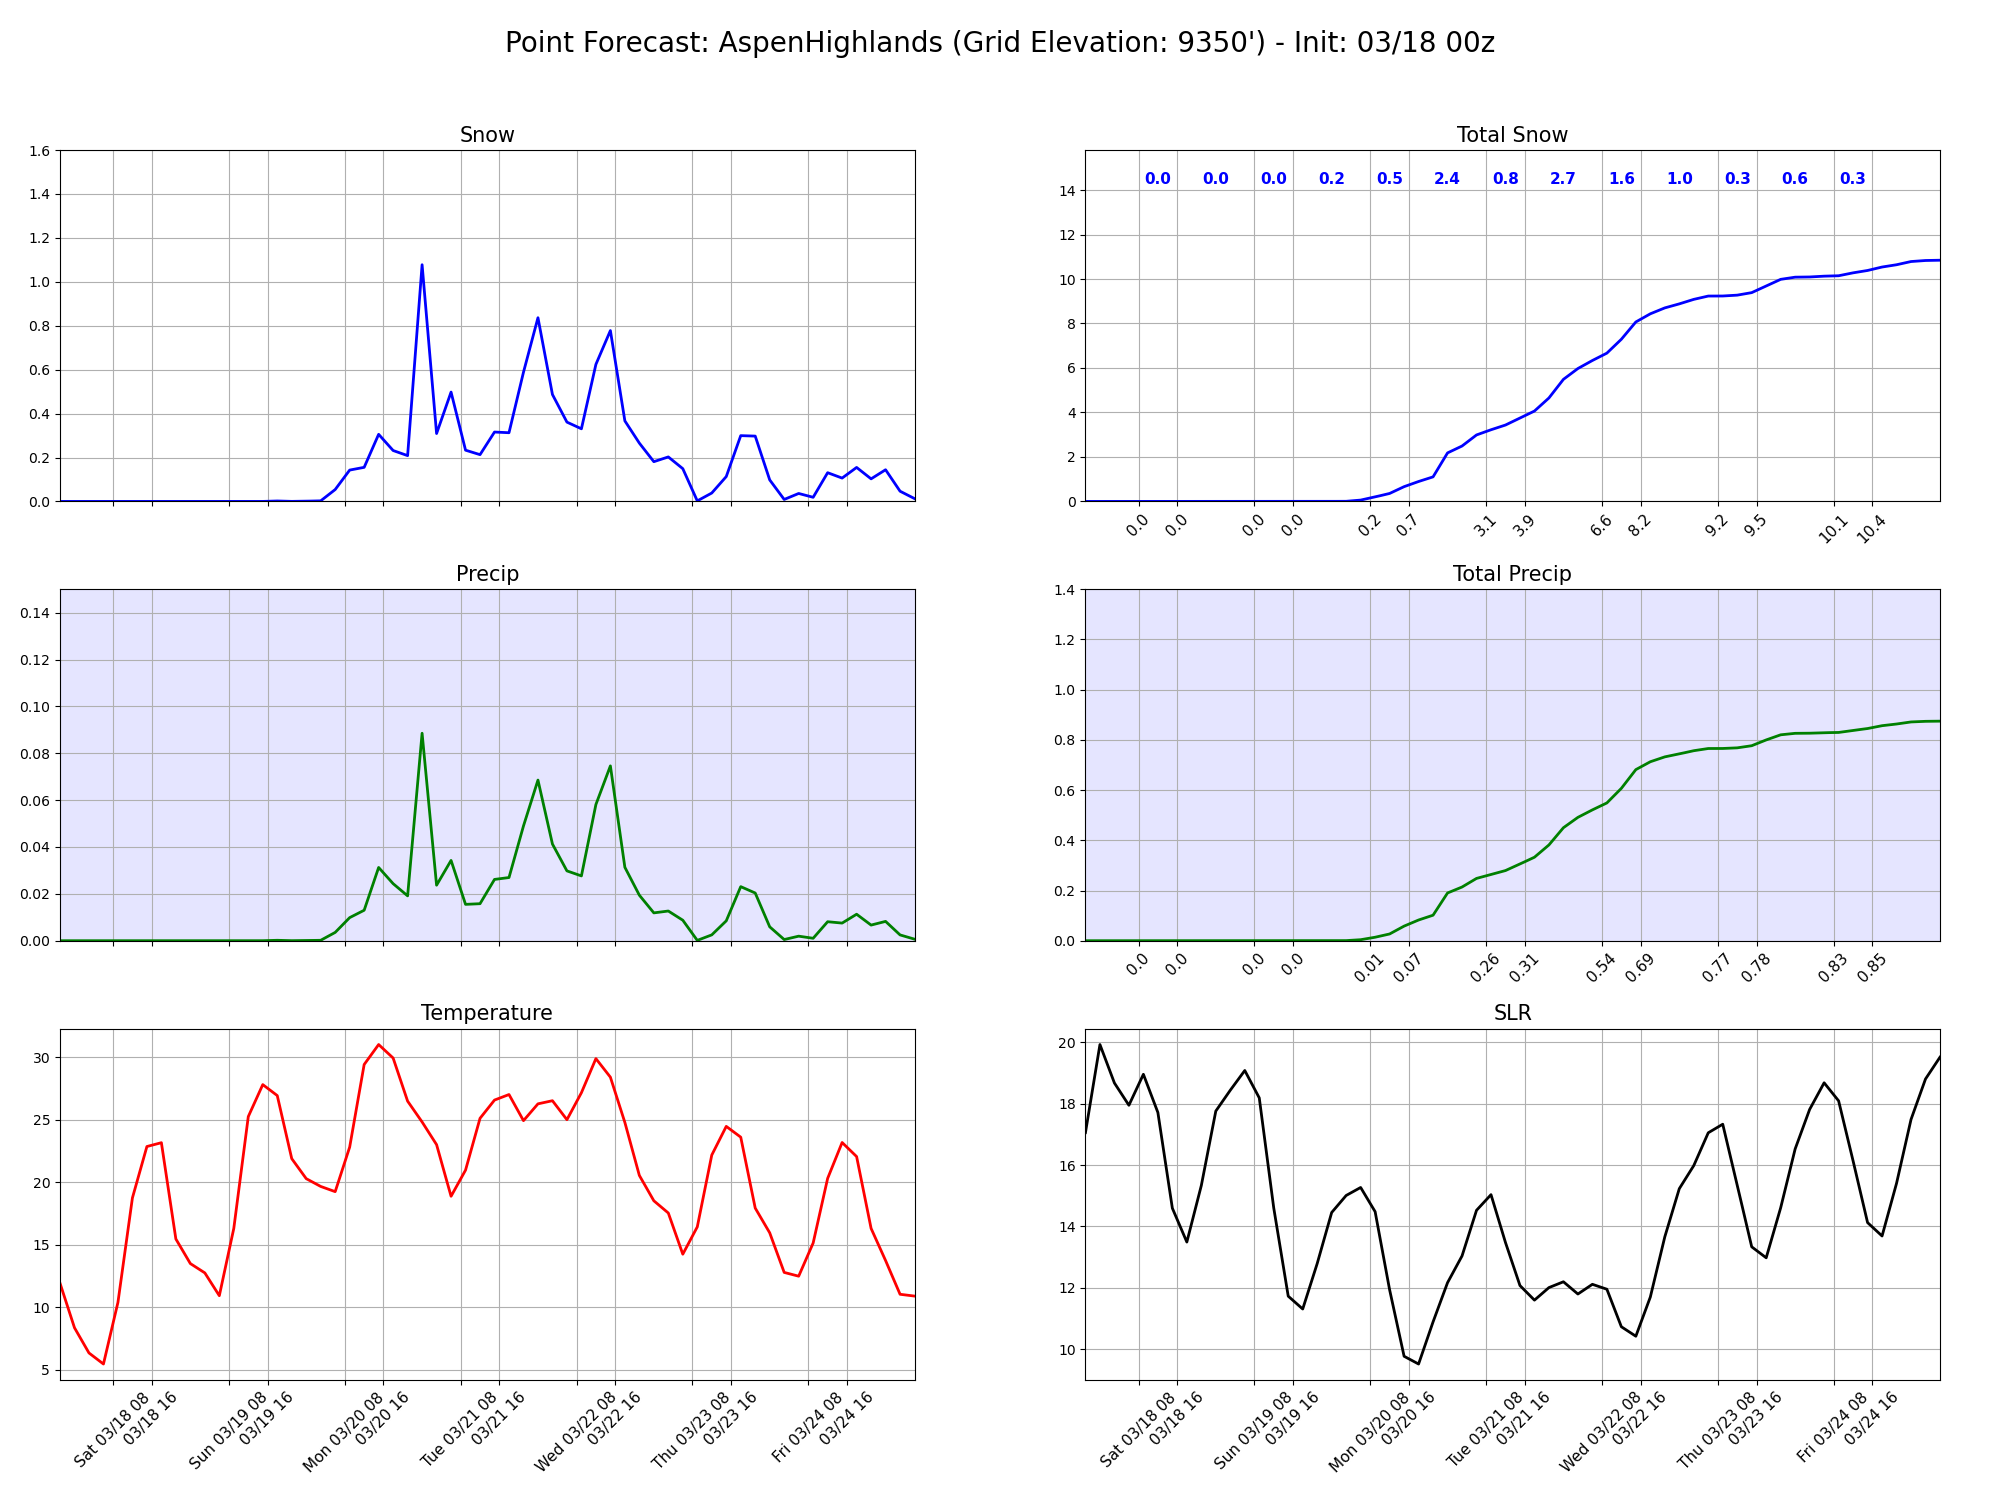 Point Forecast: AspenHighlands (Grid Elevation: 9350') - Init: 03/18 00z
Snow
1.6
1.4
1.2
1.0
0.8
0.6
0.4
0.2
0.0
Total Snow
0.0 0.0 0.0 0.2 0.5 2.4 0.8 2.7 1.6 1.0 0.3 0.6 0.3
14
12
10
8
6
4
2
0
0.0 0.0 0.0 0.0 0.2 0.7 3.1 3.9 6.6 8.2 9.2 9.5 10.1 10.4
Precip
0.14
0.12
0.10
0.08
0.06
0.04
0.02
0.00
Total Precip
1.4
1.2
1.0
0.8
0.6
0.4
0.2
0.0
0.0 0.0 0.0 0.0 0.01 0.07 0.26 0.31 0.54 0.69 0.77 0.78 0.83 0.85
Temperature
30
25
20
15
10
5
Sat 03/18 08
03/18 16
Sun 03/19 08
03/19 16
Mon 03/20 08
03/20 16
Tue 03/21 08
03/21 16
Wed 03/22 08
03/22 16
Thu 03/23 08
03/23 16
Fri 03/24 08
03/24 16
SLR
20
18
16
14
12
10
Sat 03/18 08
03/18 16
Sun 03/19 08
03/19 16
Mon 03/20 08
03/20 16
Tue 03/21 08
03/21 16
Wed 03/22 08
03/22 16
Thu 03/23 08
03/23 16
Fri 03/24 08
03/24 16